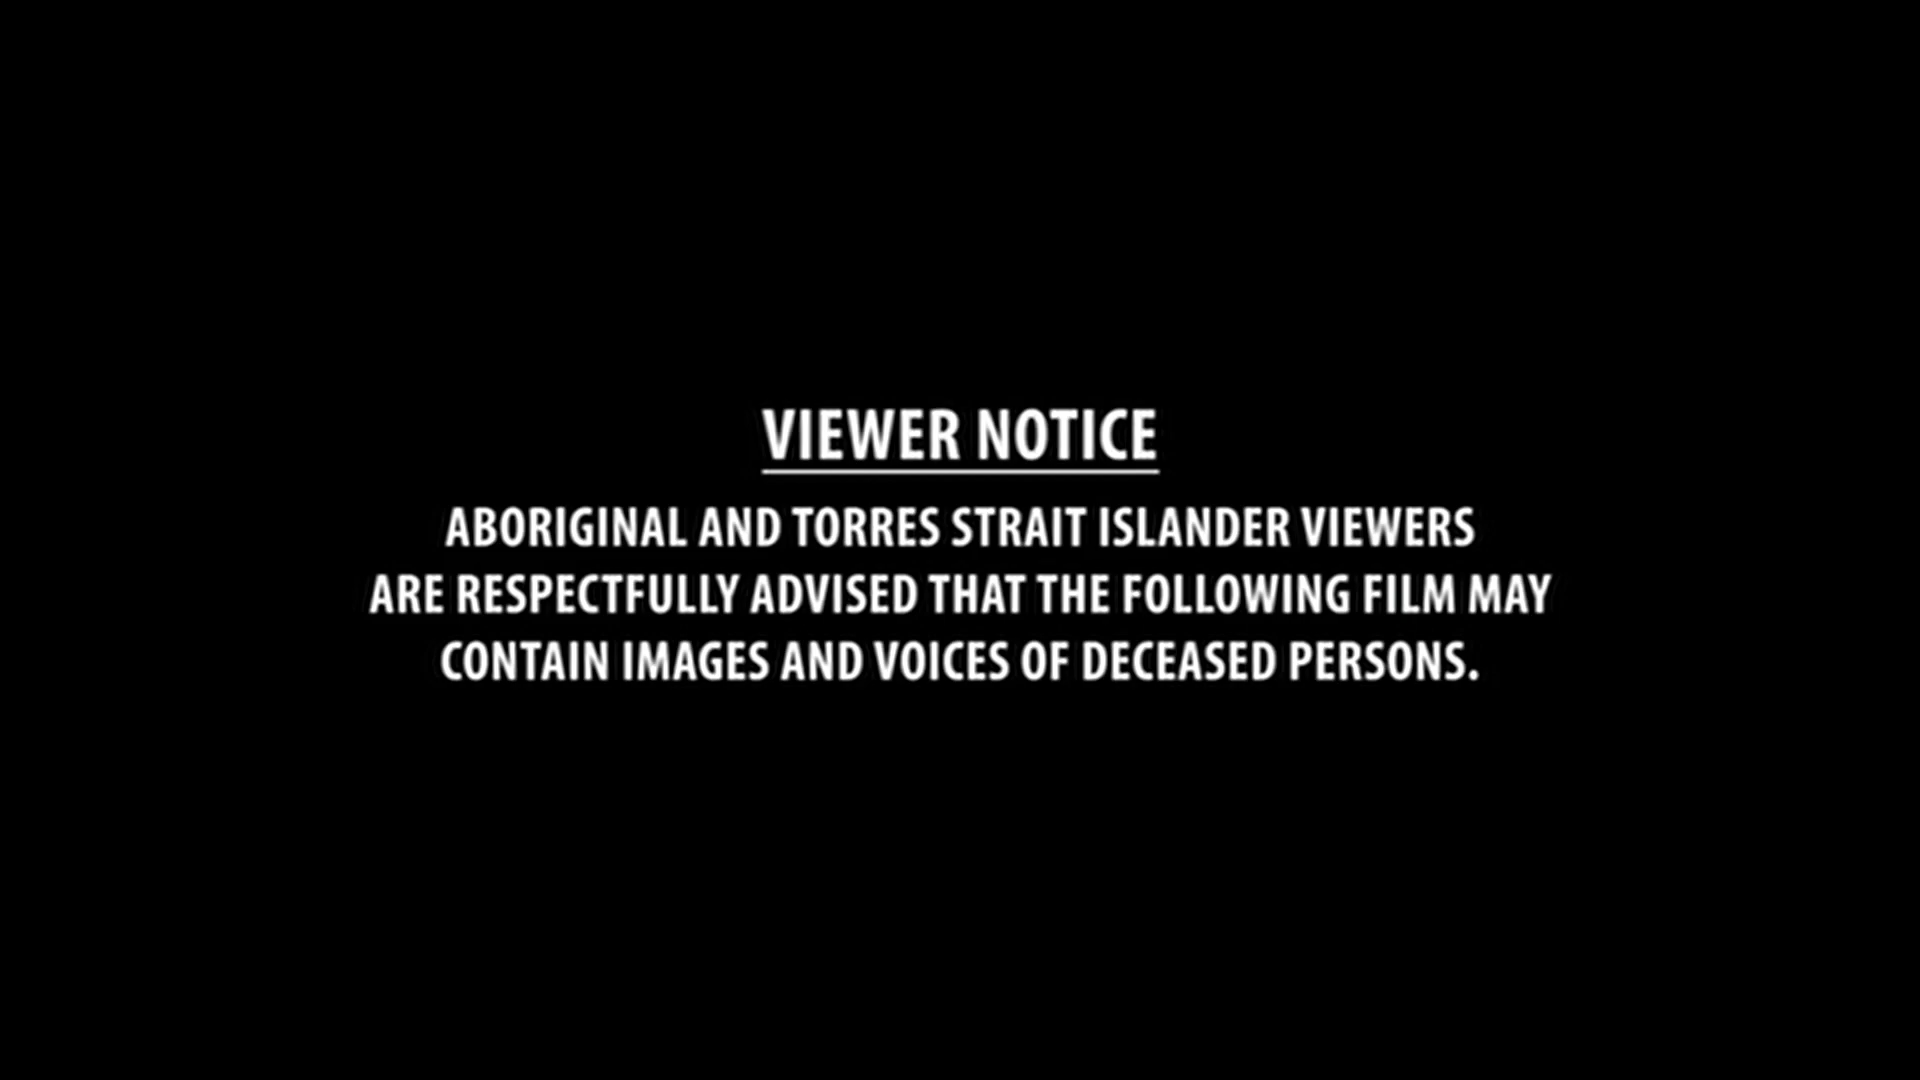 VIEWER NOTICE
ABORIGINAL AND TORRES STRAIT ISLANDER VIEWERS
ARE RESPECTFULLY ADVISED THAT THE FOLLOWING FILM MAY
CONTAIN IMAGES AND VOICES OF DECEASED PERSONS.